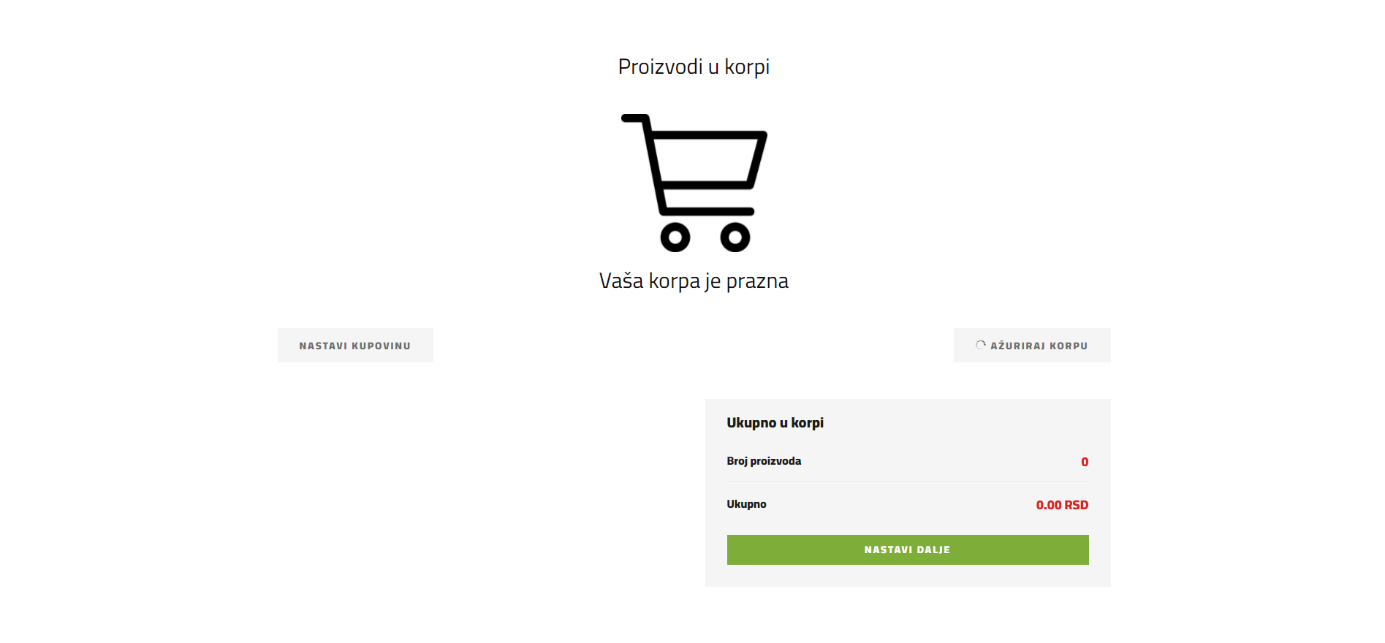 Proizvodi u korpi
Vaša korpa je prazna
NASTAVI KUPOVINU
AŽURIRAJ KORPU
Ukupno u korpi
Broj proizvoda 0
Ukupno 0.00 RSD
NASTAVI DALJE